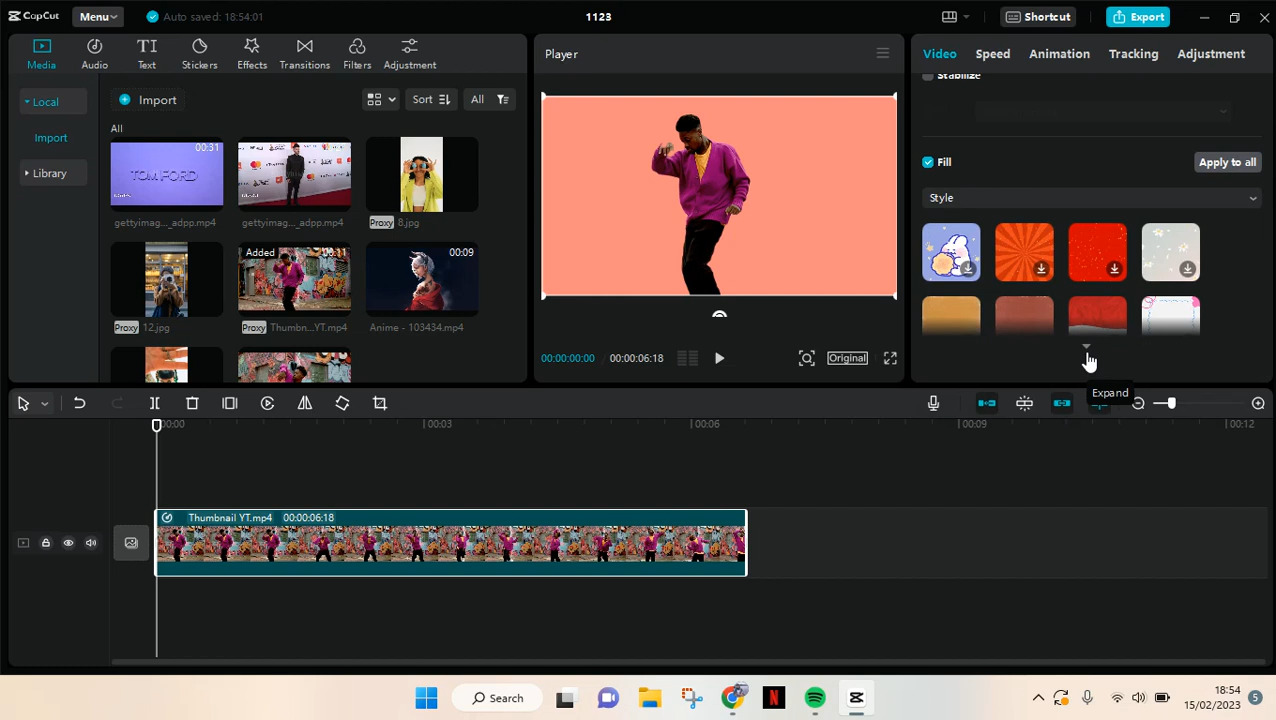 CapCut
Menu
Auto saved: 18:54:01
1123
Shortcut
Export
Media
Audio
Text
Stickers
Effects
Transitions
Filters
Adjustment
Local
Import
Library
Import
Sort
All
All
00:31
TOM FORD
gettyimag..._adpp.mp4
gettyimag..._adpp.mp4
Proxy
8.jpg
Proxy
12.jpg
Added
00:11
Proxy
Thumbn...YT.mp4
00:09
Anime - 103434.mp4
Player
00:00:00:00
00:00:06:18
Original
Video
Speed
Animation
Tracking
Adjustment
Stabilize
Fill
Apply to all
Style
Expand
00:00
00:03
00:06
00:09
00:12
Thumbnail YT.mp4
00:00:06:18
Search
18:54
15/02/2023
5